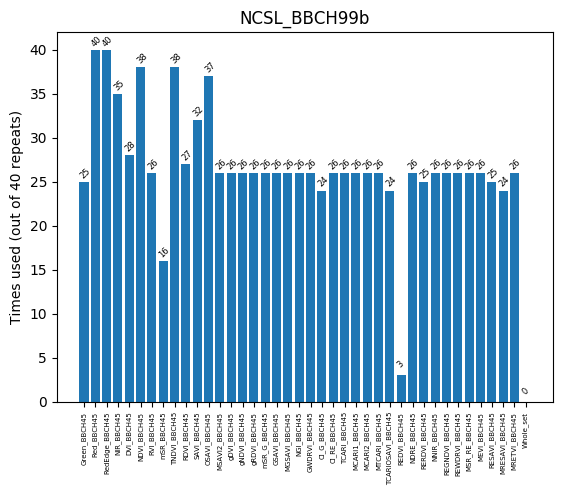 NCSL_BBCH99b
Times used (out of 40 repeats)
40
35
30
25
20
15
10
5
0
25 40 40 35 28 38 26 16 38 27 32 37 26 26 26 26 26 26 26 26 26 24 26 26 26 26 26 24 3 26 25 26 26 26 26 26 25 24 26 0
Green_BBCH45
Red_BBCH45
RedEdge_BBCH45
NIR_BBCH45
DVI_BBCH45
NDVI_BBCH45
RVI_BBCH45
mSR_BBCH45
TNDVI_BBCH45
RDVI_BBCH45
SAVI_BBCH45
OSAVI_BBCH45
MSAVI2_BBCH45
gDVI_BBCH45
gNDVI_BBCH45
gRDVI_BBCH45
mSR_G_BBCH45
GSAVI_BBCH45
MGSAVI_BBCH45
NGI_BBCH45
GWDRVI_BBCH45
CI_G_BBCH45
CI_RE_BBCH45
TCARI_BBCH45
MCARI1_BBCH45
MCARI2_BBCH45
MTCARI_BBCH45
TCARIOSAVI_BBCH45
REDVI_BBCH45
NDRE_BBCH45
RERDVI_BBCH45
NNIR_BBCH45
REGNDVI_BBCH45
REWDRVI_BBCH45
MSR_RE_BBCH45
MEVI_BBCH45
RESAVI_BBCH45
MRESAVI_BBCH45
MRETVI_BBCH45
Whole_set